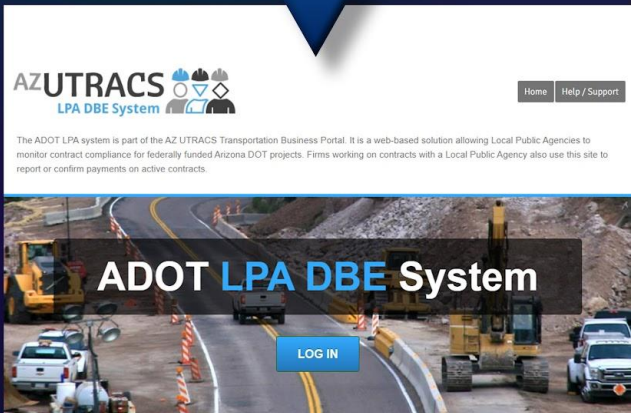 AZUTRACS
LPA DBE System
Home
Help / Support
The ADOT LPA system is part of the AZ UTRACS Transportation Business Portal. It is a web-based solution allowing Local Public Agencies to
monitor contract compliance for federally funded Arizona DOT projects. Firms working on contracts with a Local Public Agency also use this site to
report or confirm payments on active contracts.
ADOT LPA DBE System
LOG IN